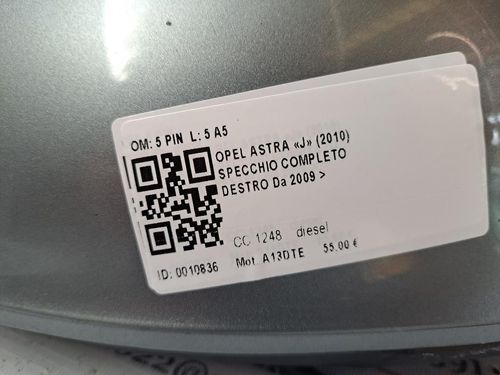 OM: 5 PIN L: 5 A5
OPEL ASTRA «J» (2010)
SPECCHIO COMPLETO
DESTRO Da 2009 >
CC 1248 diesel
ID: 0010836 Mot. A13DTE 55.00 €